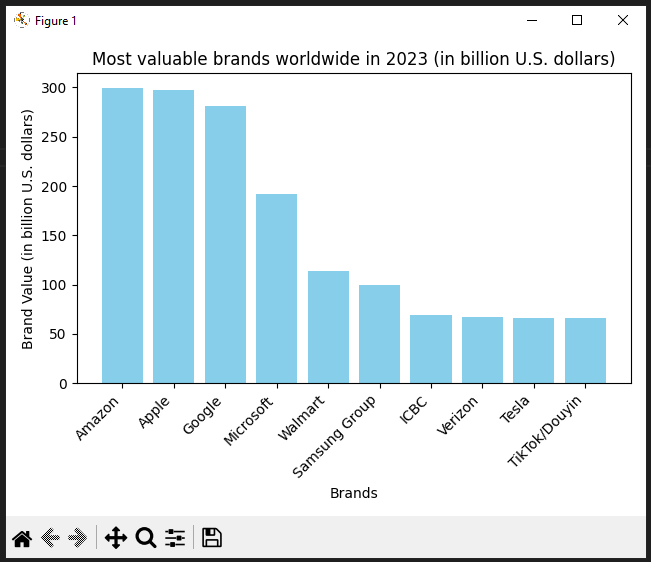 Figure 1
Most valuable brands worldwide in 2023 (in billion U.S. dollars)
Brand Value (in billion U.S. dollars)
300
250
200
150
100
50
0
Amazon
Apple
Google
Microsoft
Walmart
Samsung Group
ICBC
Verizon
Tesla
TikTok/Douyin
Brands